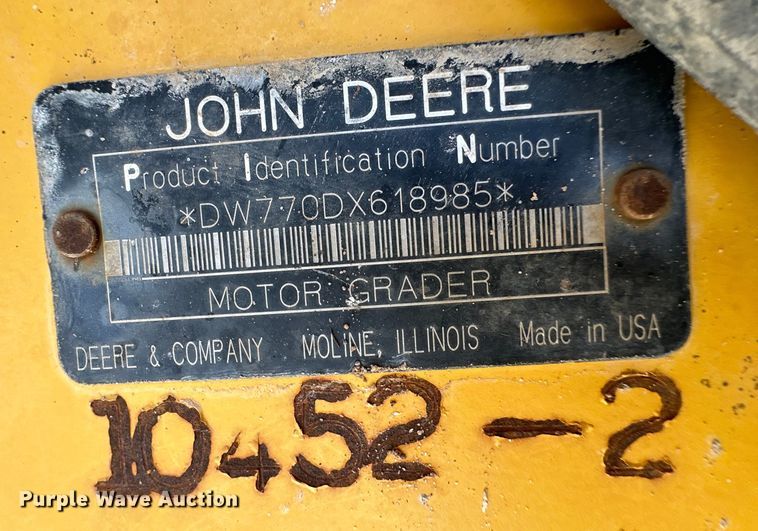 JOHN DEERE
Product Identification Number
*DW770DX618985*
MOTOR GRADER
DEERE & COMPANY MOLINE, ILLINOIS Made in USA
10452-2
Purple Wave Auction